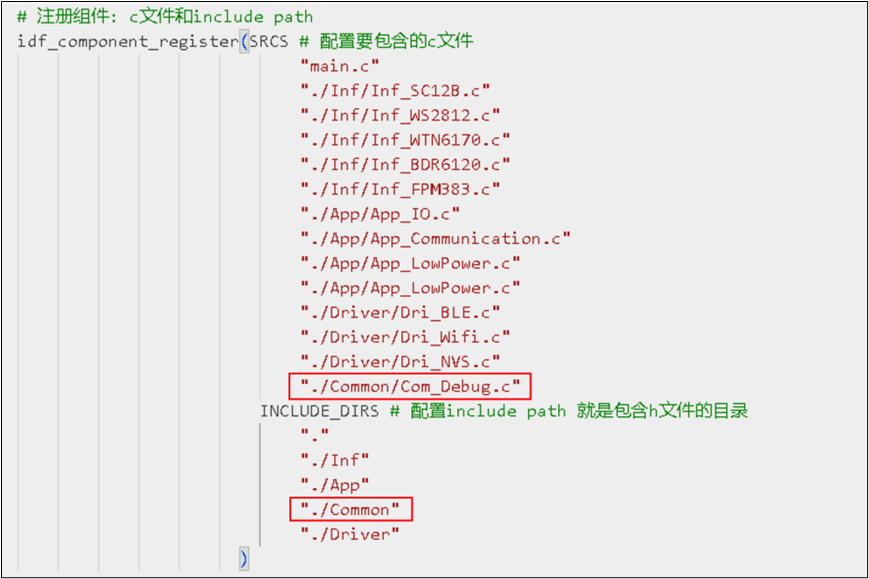 # 注册组件: c文件和include path
idf_component_register(SRCS # 配置要包含的c文件
"main.c"
"./Inf/Inf_SC12B.c"
"./Inf/Inf_WS2812.c"
"./Inf/Inf_WTN6170.c"
"./Inf/Inf_BDR6120.c"
"./Inf/Inf_FPM383.c"
"./App/App_IO.c"
"./App/App_Communication.c"
"./App/App_LowPower.c"
"./App/App_LowPower.c"
"./Driver/Dri_BLE.c"
"./Driver/Dri_Wifi.c"
"./Driver/Dri_NVS.c"
"./Common/Com_Debug.c"
INCLUDE_DIRS # 配置include path 就是包含h文件的目录
"."
"./Inf"
"./App"
"./Common"
"./Driver"
)